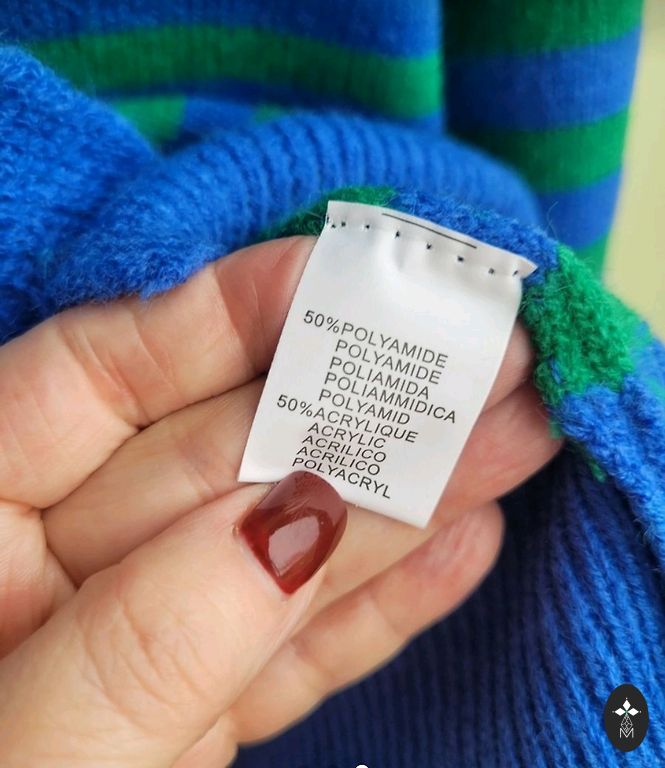 50%POLYAMIDE
POLYAMIDE
POLIAMIDA
POLIAMMIDICA
POLYAMID
50%ACRYLIQUE
ACRYLIC
ACRILICO
ACRILICO
POLYACRYL
M